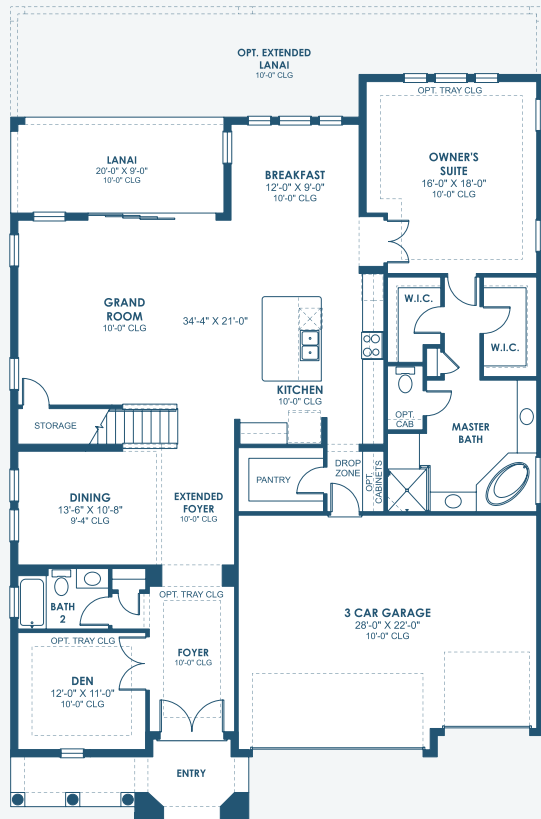 OPT. EXTENDED
LANAI
10'-0" CLG
OPT. TRAY CLG
LANAI
20'-0" X 9'-0"
10'-0" CLG
BREAKFAST
12'-0" X 9'-0"
10'-0" CLG
OWNER'S
SUITE
16'-0" X 18'-0"
10'-0" CLG
GRAND
ROOM
10'-0" CLG
34'-4" X 21'-0"
W.I.C.
W.I.C.
KITCHEN
10'-0" CLG
STORAGE
OPT.
CAB
MASTER
BATH
PANTRY
DROP
ZONE
OPT.
CABINETS
DINING
13'-6" X 10'-8"
9'-4" CLG
EXTENDED
FOYER
10'-0" CLG
OPT. TRAY CLG
BATH
2
3 CAR GARAGE
28'-0" X 22'-0"
10'-0" CLG
OPT. TRAY CLG
FOYER
10'-0" CLG
DEN
12'-0" X 11'-0"
10'-0" CLG
ENTRY